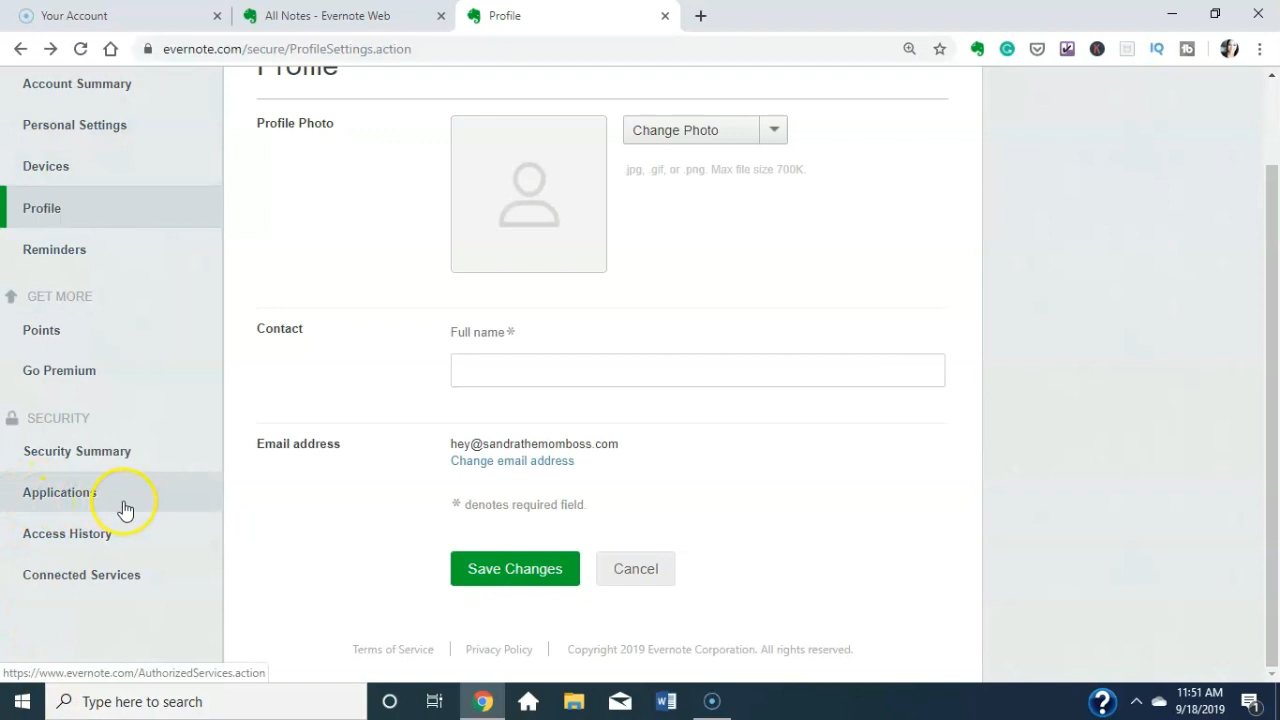 Your Account
All Notes - Evernote Web
Profile
evernote.com/secure/ProfileSettings.action
Account Summary
Personal Settings
Devices
Profile
Reminders
GET MORE
Points
Go Premium
SECURITY
Security Summary
Applications
Access History
Connected Services
Profile
Profile Photo
Change Photo
.jpg, .gif, or .png. Max file size 700K.
Contact
Full name*
Email address
hey@sandrathemomboss.com
Change email address
* denotes required field.
Save Changes
Cancel
Terms of Service
Privacy Policy
Copyright 2019 Evernote Corporation. All rights reserved.
https://www.evernote.com/AuthorizedServices.action
Type here to search
11:51 AM
9/18/2019